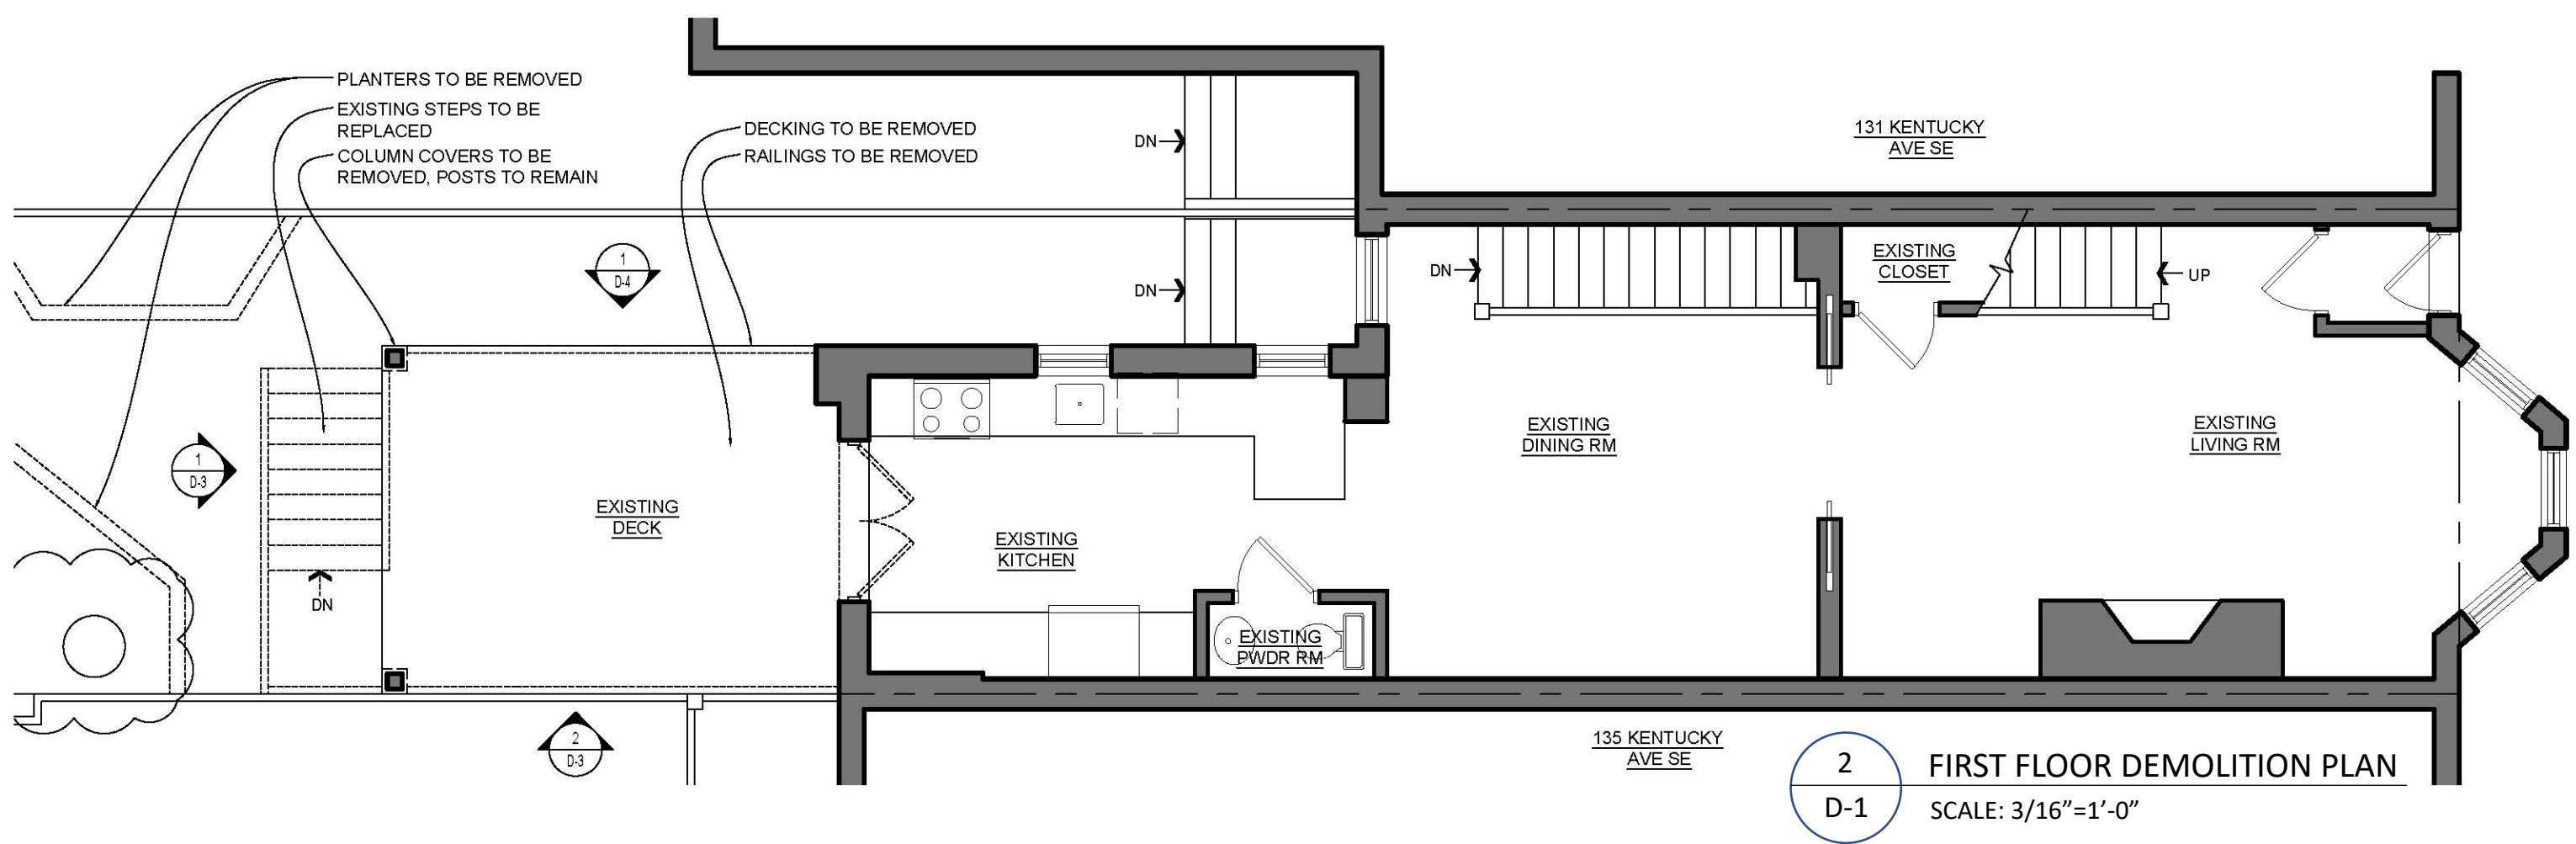 PLANTERS TO BE REMOVED
EXISTING STEPS TO BE
REPLACED
COLUMN COVERS TO BE
REMOVED, POSTS TO REMAIN
DECKING TO BE REMOVED
RAILINGS TO BE REMOVED
DN
131 KENTUCKY
AVE SE
1
D-4
DN
DN
EXISTING
CLOSET
UP
1
D-3
EXISTING
DECK
DN
EXISTING
KITCHEN
EXISTING
DINING RM
EXISTING
LIVING RM
EXISTING
PWDR RM
2
D-3
135 KENTUCKY
AVE SE
2
D-1
FIRST FLOOR DEMOLITION PLAN
SCALE: 3/16”=1’-0”